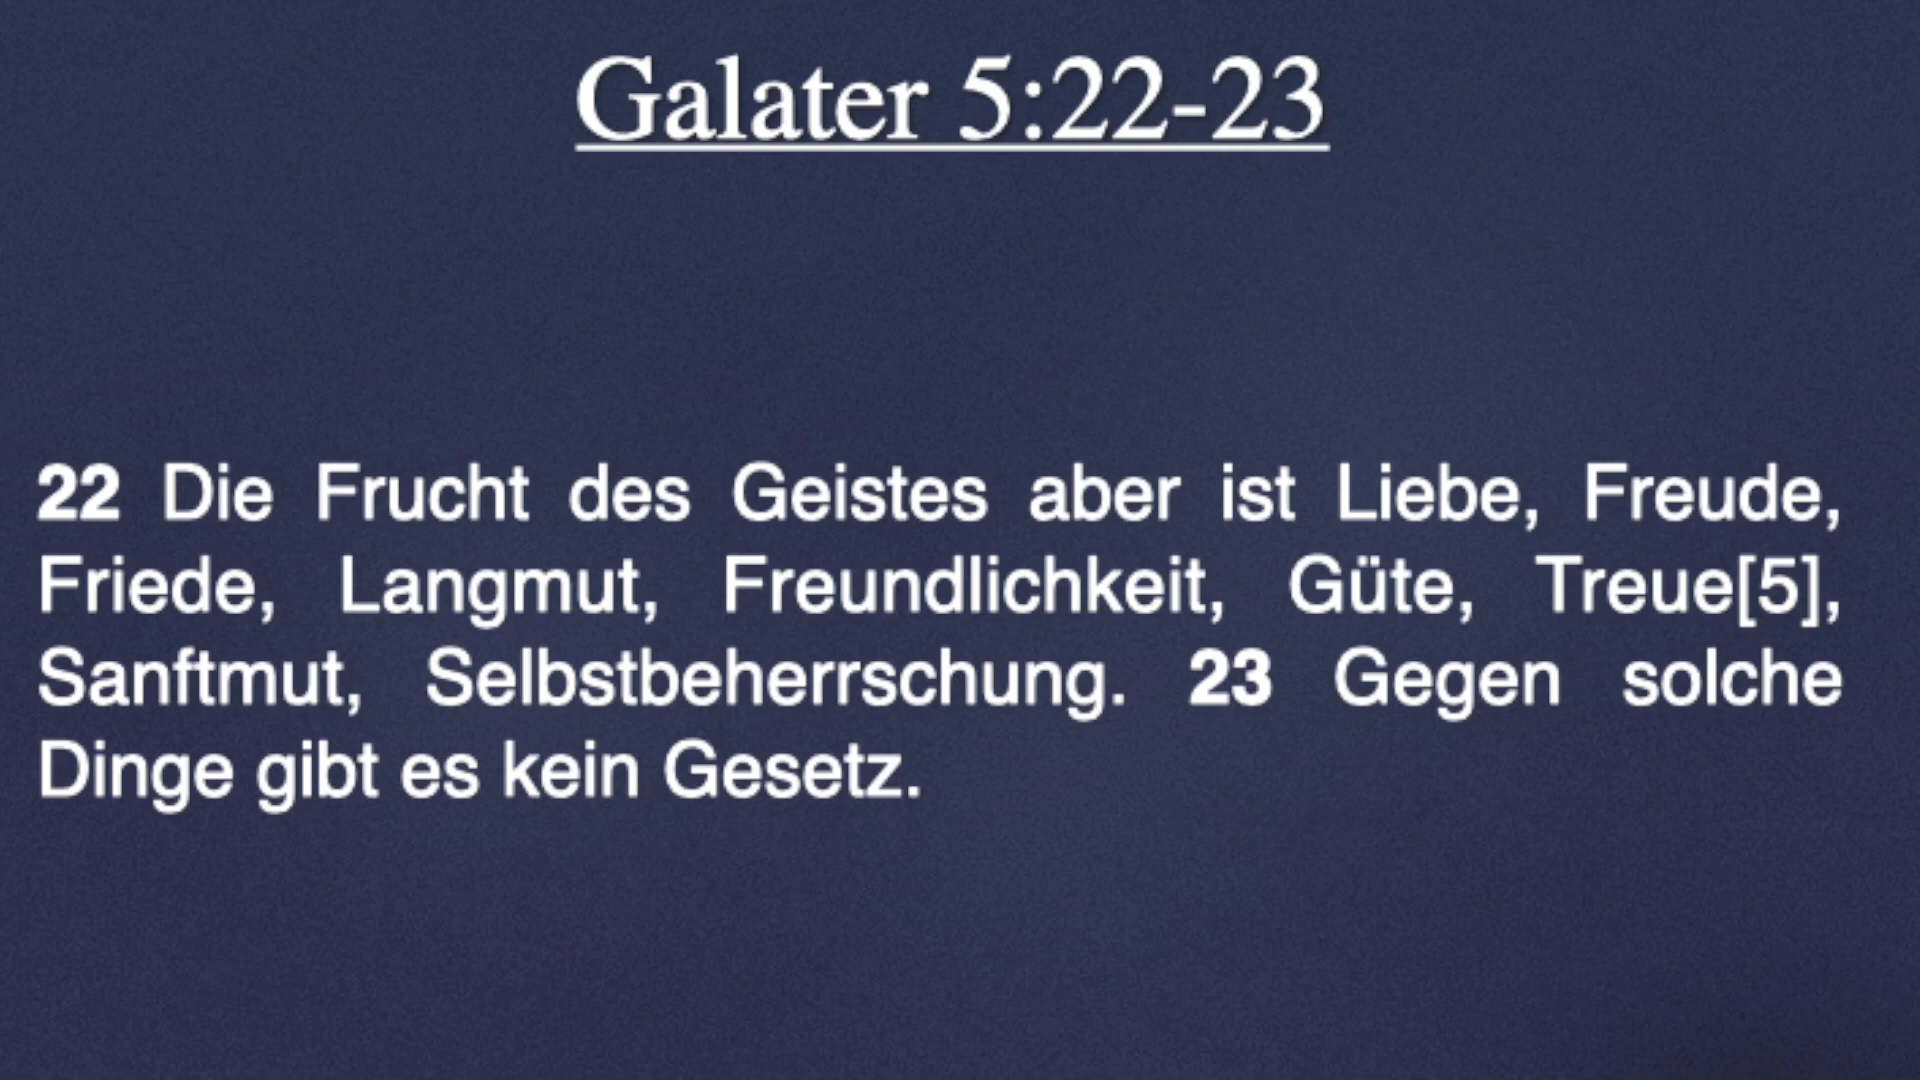 Galater 5:22-23
22 Die Frucht des Geistes aber ist Liebe, Freude,
Friede, Langmut, Freundlichkeit, Güte, Treue[5],
Sanftmut, Selbstbeherrschung. 23 Gegen solche
Dinge gibt es kein Gesetz.